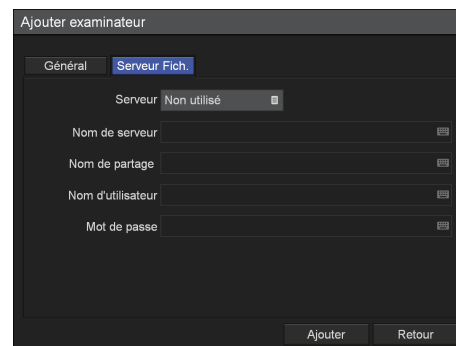 Ajouter examinateur
Général Serveur Fich.
Serveur Non utilisé
Nom de serveur
Nom de partage
Nom d'utilisateur
Mot de passe
Ajouter Retour